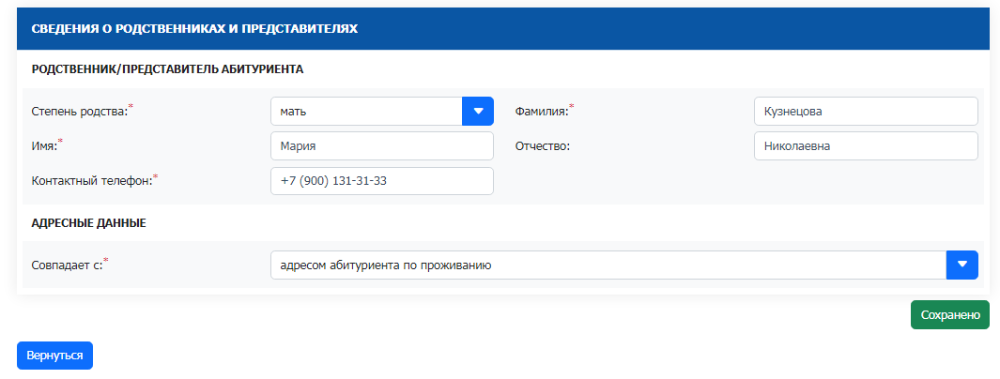 СВЕДЕНИЯ О РОДСТВЕННИКАХ И ПРЕДСТАВИТЕЛЯХ
РОДСТВЕННИК/ПРЕДСТАВИТЕЛЬ АБИТУРИЕНТА
Степень родства:* мать Фамилия:* Кузнецова
Имя:* Мария Отчество: Николаевна
Контактный телефон:* +7 (900) 131-31-33
АДРЕСНЫЕ ДАННЫЕ
Совпадает с:* адресом абитуриента по проживанию
Сохранено
Вернуться